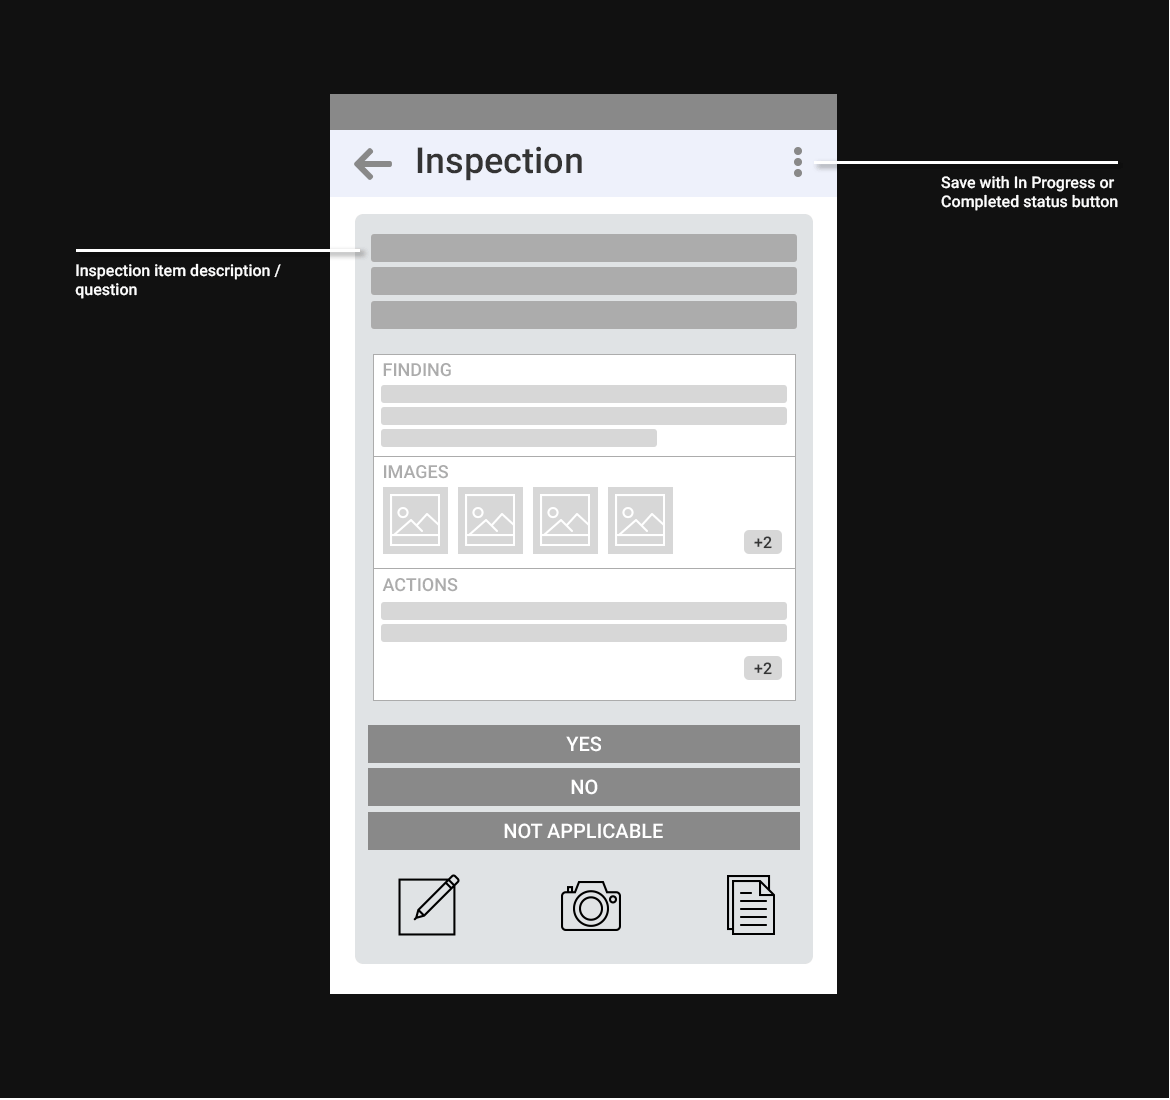 Inspection
Save with In Progress or
Completed status button
Inspection item description /
question
FINDING
IMAGES
+2
ACTIONS
+2
YES
NO
NOT APPLICABLE